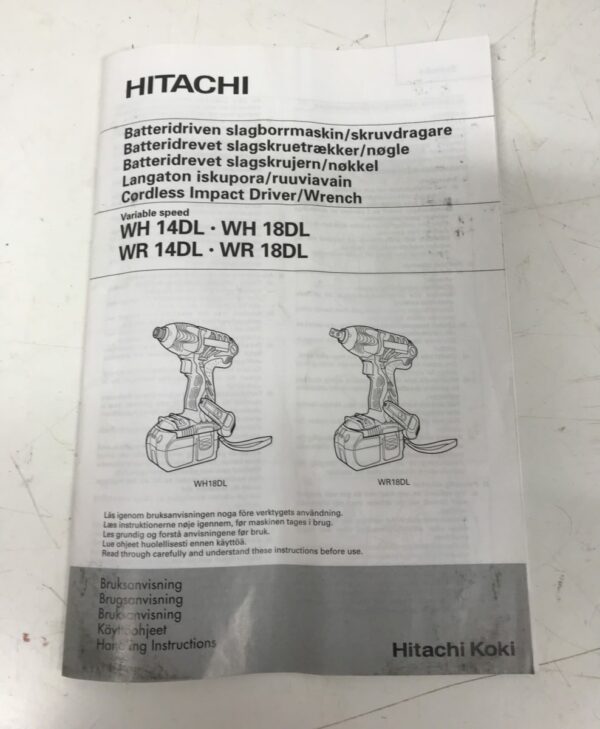 HITACHI
Batteridriven slagborrmaskin/skruvdragare
Batteridrevet slagskruetrækker/nøgle
Batteridrevet slagskrujern/nøkkel
Langaton iskupora/ruuviavain
Cordless Impact Driver/Wrench
Variable speed
WH 14DL · WH 18DL
WR 14DL · WR 18DL
WH18DL
WR18DL
Läs igenom bruksanvisningen noga före verktygets användning.
Læs instruktionerne nøje igennem, før maskinen tages i brug.
Les grundig og forstå anvisningene før bruk.
Lue ohjeet huolellisesti ennen käyttöä.
Read through carefully and understand these instructions before use.
Bruksanvisning
Brugsanvisning
Bruksanvisning
Käyttöohjeet
Handling Instructions
Hitachi Koki